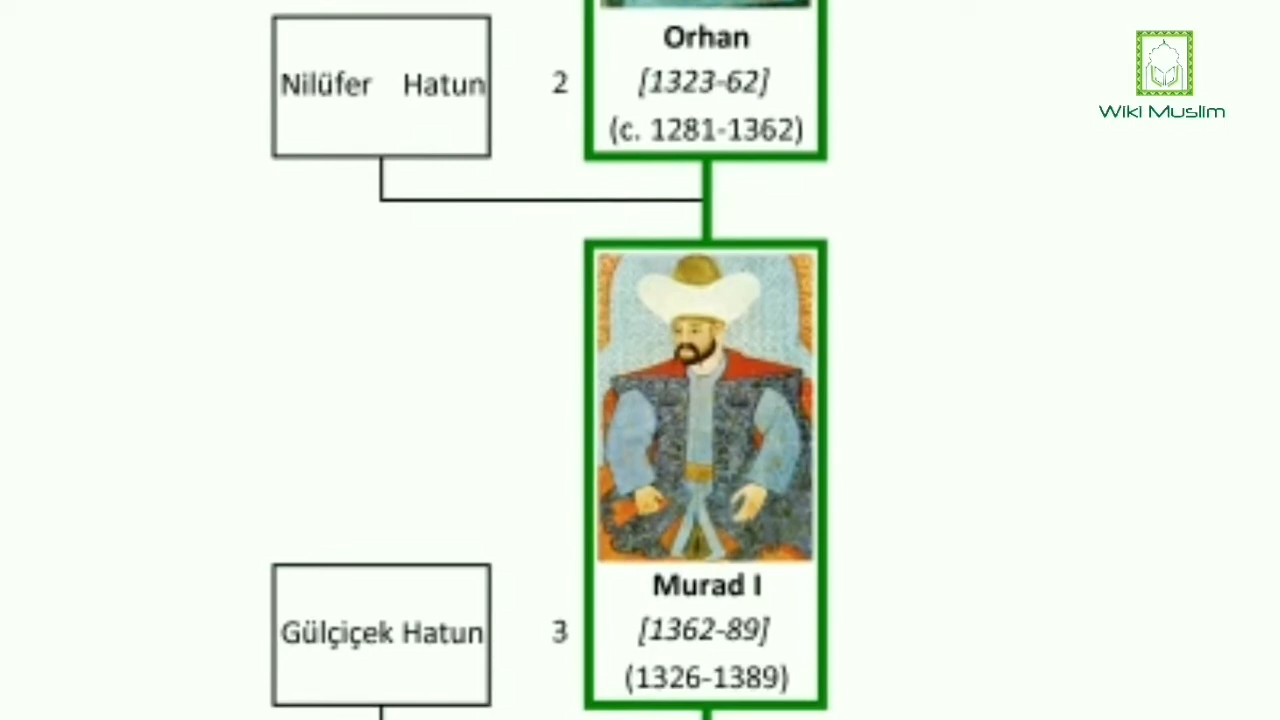 Orhan
Nilüfer Hatun
2
[1323-62]
(c. 1281-1362)
Wiki Muslim
Murad I
Gülçiçek Hatun
3
[1362-89]
(1326-1389)